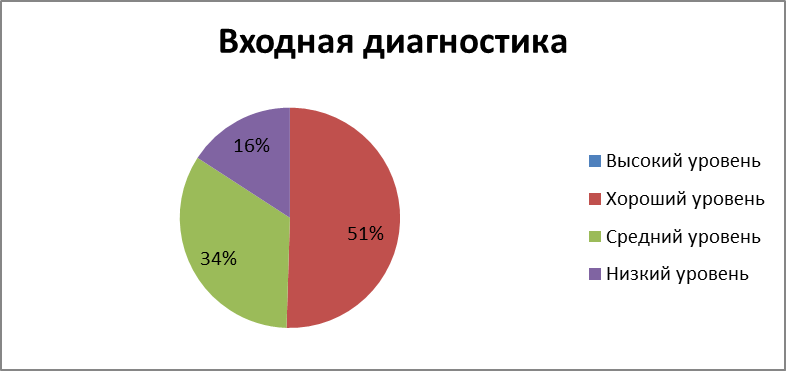 Входная диагностика
16%
51%
34%
Высокий уровень
Хороший уровень
Средний уровень
Низкий уровень